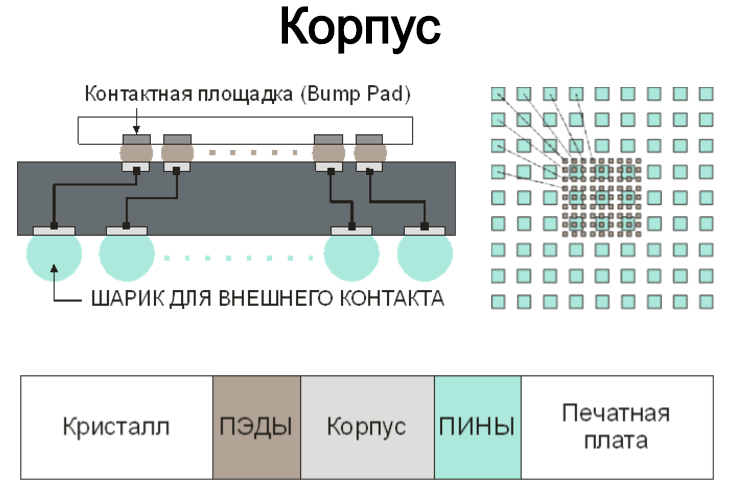 Корпус
Контактная площадка (Bump Pad)
ШАРИК ДЛЯ ВНЕШНЕГО КОНТАКТА
Кристалл
ПЭДЫ
Корпус
ПИНЫ
Печатная
плата